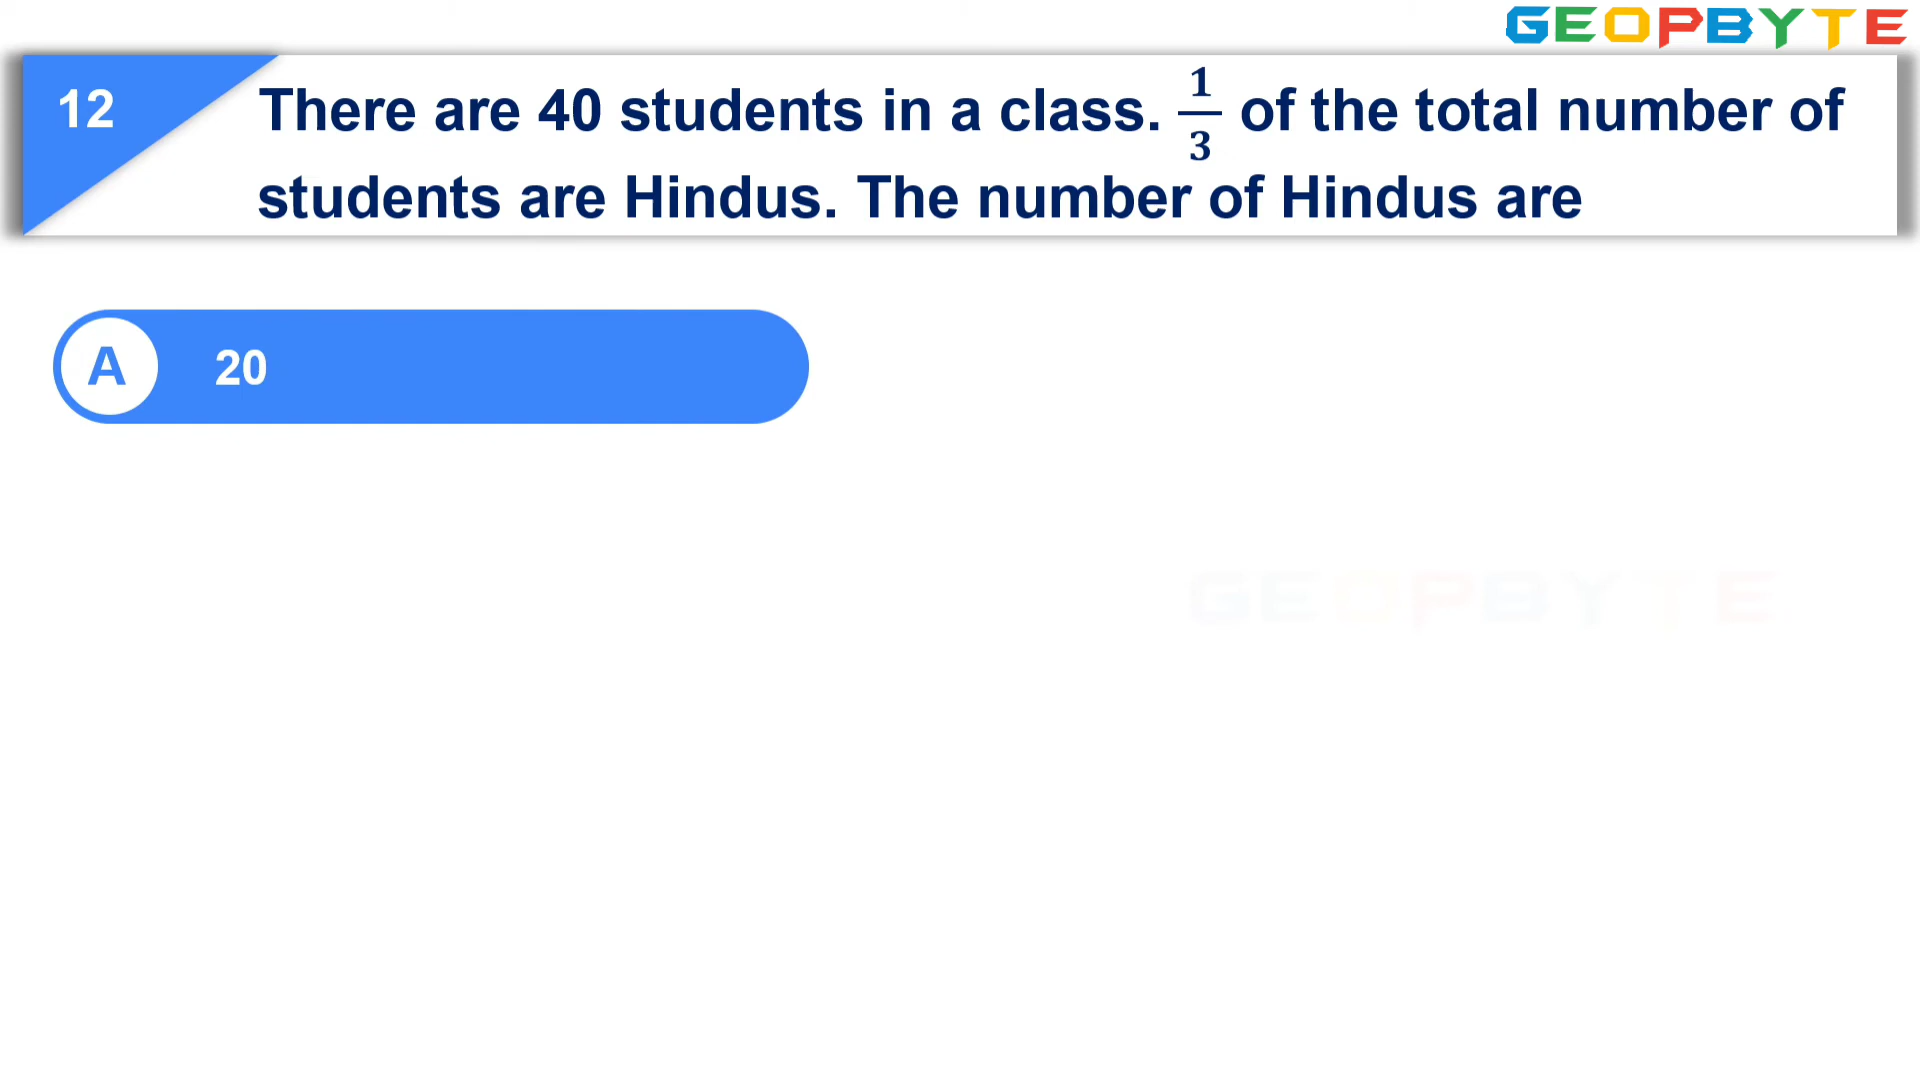 GEOPBYTE
12
There are 40 students in a class. 1/3 of the total number of
students are Hindus. The number of Hindus are
A 20
GEOPBYTE